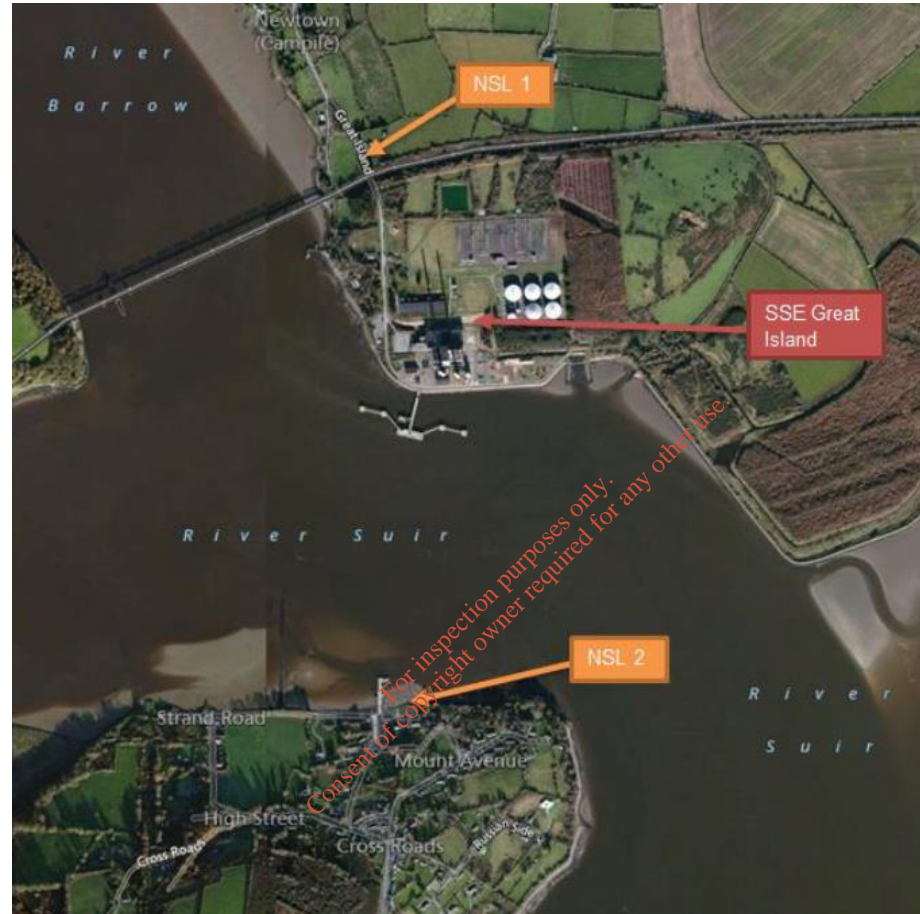 Newtown
(Campile)
River
Barrow
NSL 1
Great Island
SSE Great
Island
River Suir
For inspection purposes only.
Consent of copyright owner required for any other use.
NSL 2
River
Suir
Strand Road
Mount Avenue
High Street
Cross Roads
Russian Side
Cross Roads